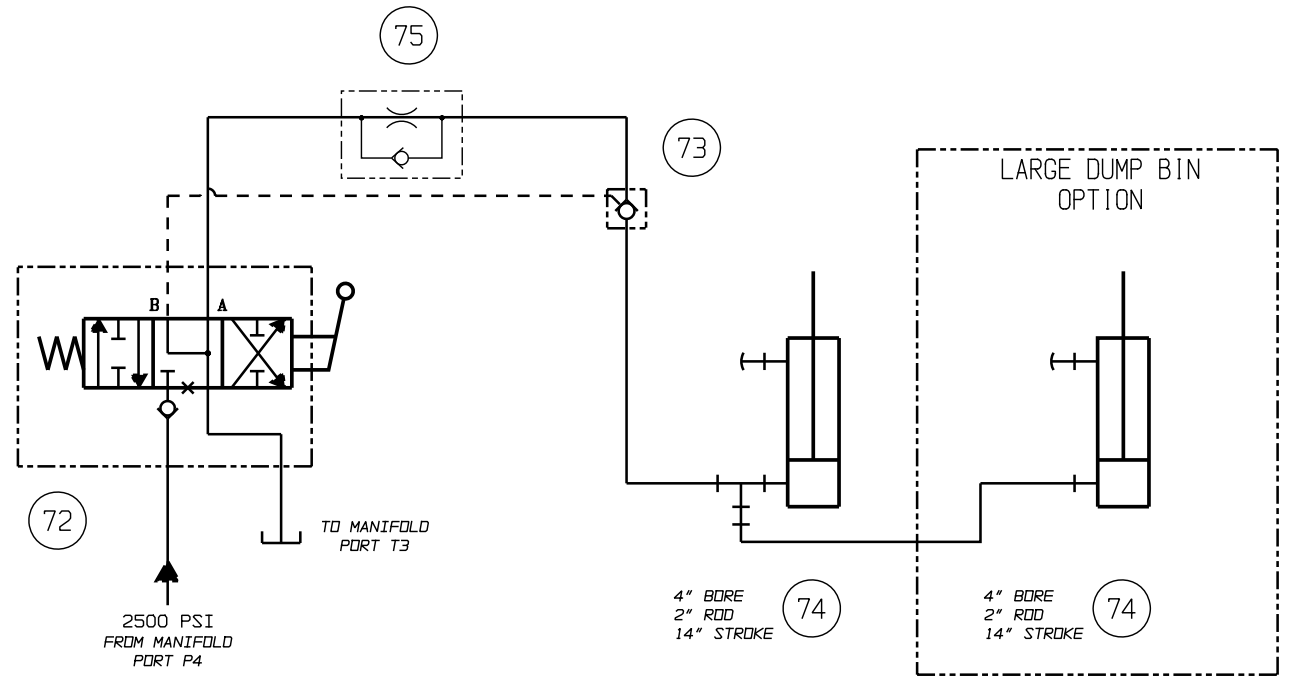 75
73
LARGE DUMP BIN
OPTION
B A
72
TO MANIFOLD
PORT T3
2500 PSI
FROM MANIFOLD
PORT P4
4" BORE
2" ROD
14" STROKE
74
4" BORE
2" ROD
14" STROKE
74